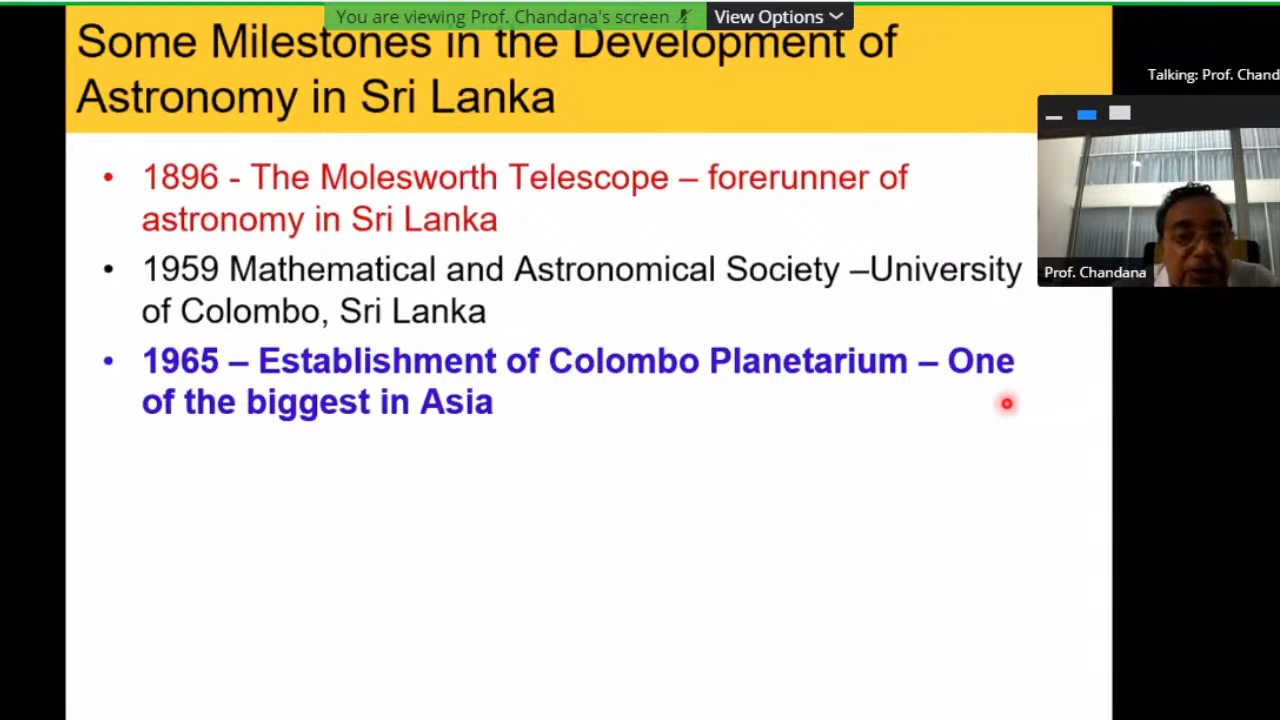 You are viewing Prof. Chandana's screen
View Options
Some Milestones in the Development of
Astronomy in Sri Lanka
Talking: Prof. Chand
• 1896 - The Molesworth Telescope – forerunner of
astronomy in Sri Lanka
• 1959 Mathematical and Astronomical Society –University
of Colombo, Sri Lanka
Prof. Chandana
• 1965 – Establishment of Colombo Planetarium – One
of the biggest in Asia